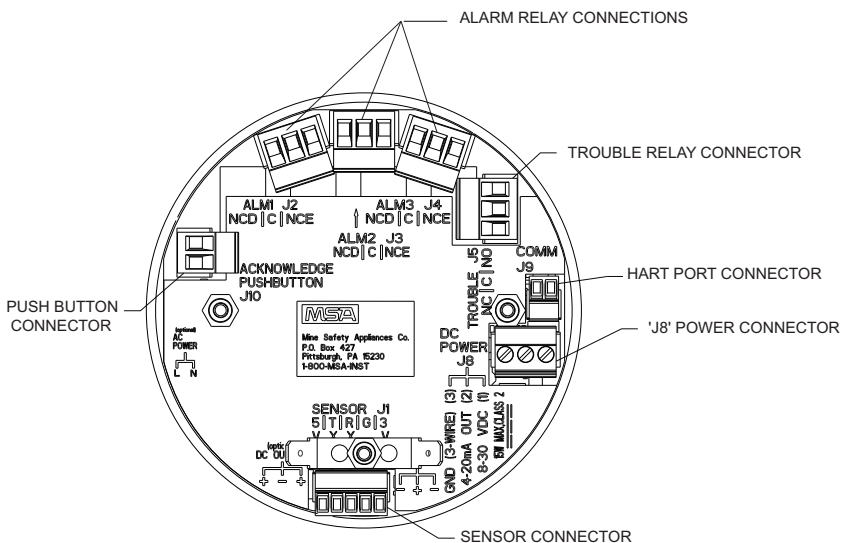 ALARM RELAY CONNECTIONS
TROUBLE RELAY CONNECTOR
ALM1 J2
NCD | C | NCE
ALM3 J4
NCD | C | NCE
ALM2 J3
NCD | C | NCE
ACKNOWLEDGE
PUSHBUTTON
J10
TROUBLE J5
NC | C | NO
COMM
J9
HART PORT CONNECTOR
PUSH BUTTON
CONNECTOR
'J8' POWER CONNECTOR
(optional)
AC
POWER
L N
MSA
Mine Safety Appliances Co.
P.O. Box 427
Pittsburgh, PA 15230
1-800-MSA-INST
DC
POWER
J8
GND (3-WIRE) (3)
4-20mA OUT (2)
8-30 VDC (1)
15W MAX,CLASS 2
SENSOR J1
5 | T | R | G | 3
DC
- +
- + -
SENSOR CONNECTOR